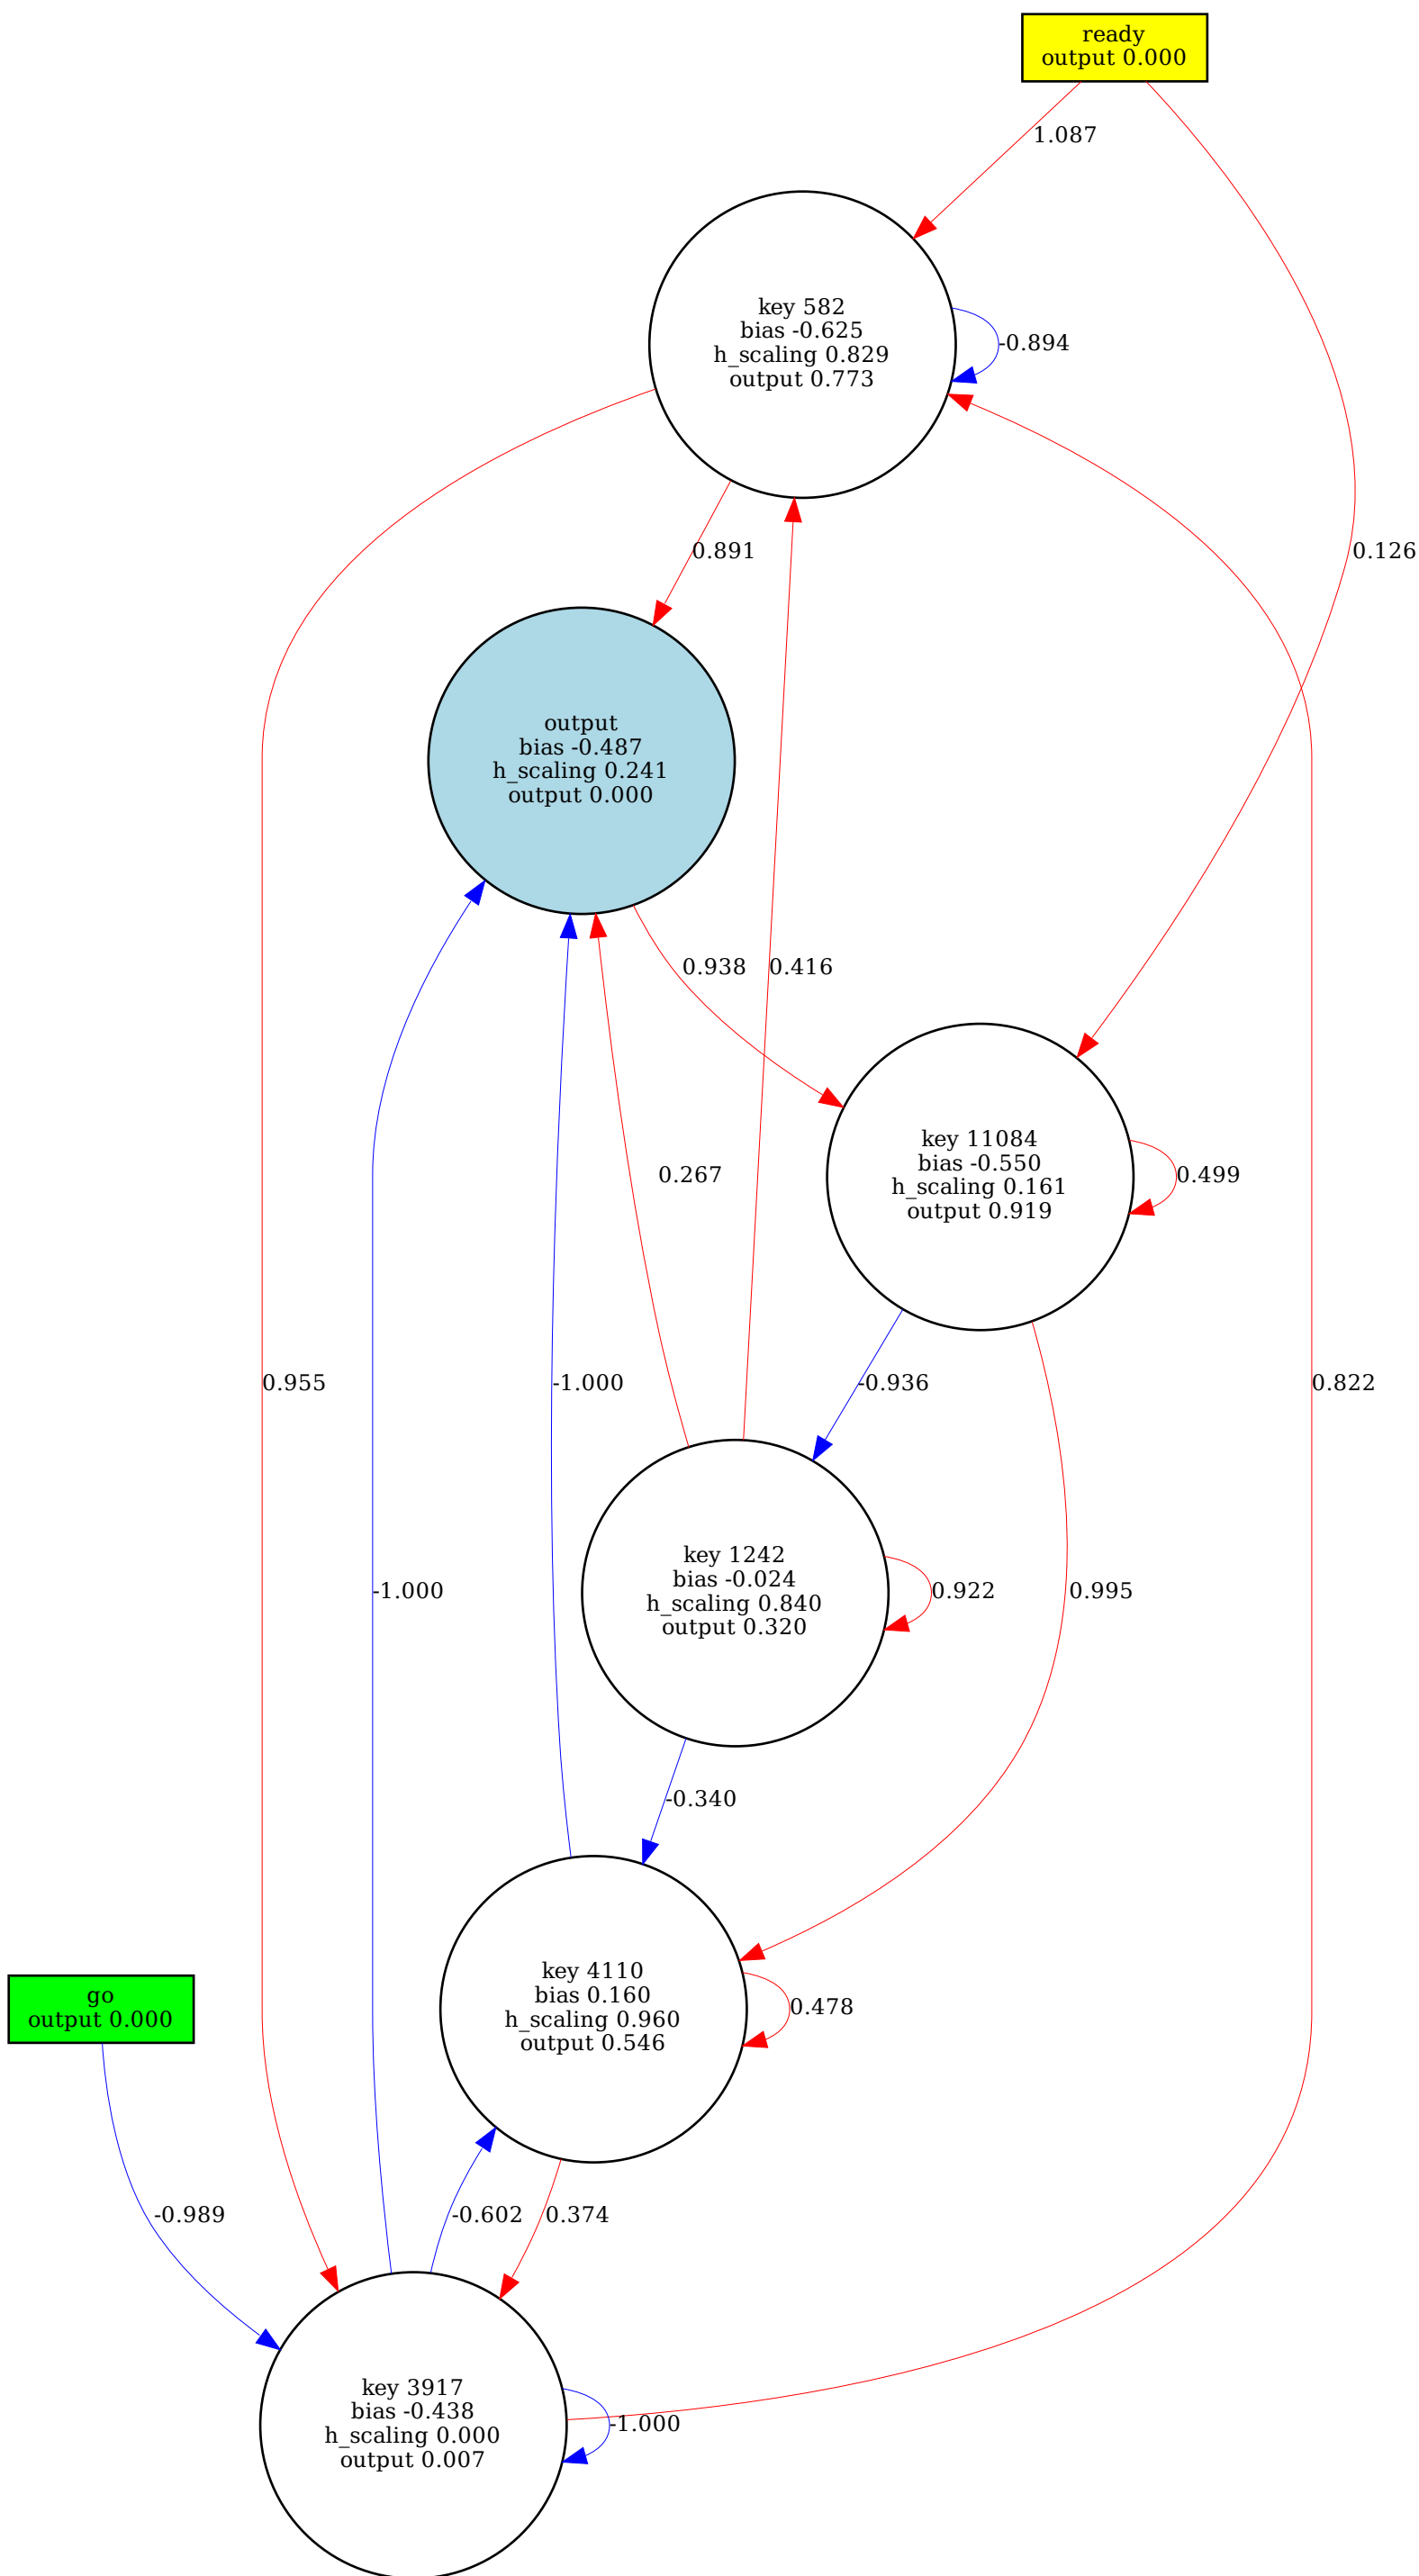 ready
output 0.000
1.087
key 582
bias -0.625
h_scaling 0.829
output 0.773
-0.894
0.891
0.126
output
bias -0.487
h_scaling 0.241
output 0.000
0.938
0.416
key 11084
bias -0.550
h_scaling 0.161
output 0.919
0.267
0.499
0.955
-1.000
-0.936
0.822
key 1242
bias -0.024
h_scaling 0.840
output 0.320
-1.000
0.922
0.995
-0.340
key 4110
bias 0.160
h_scaling 0.960
output 0.546
go
output 0.000
0.478
-0.989
-0.602
0.374
key 3917
bias -0.438
h_scaling 0.000
output 0.007
-1.000